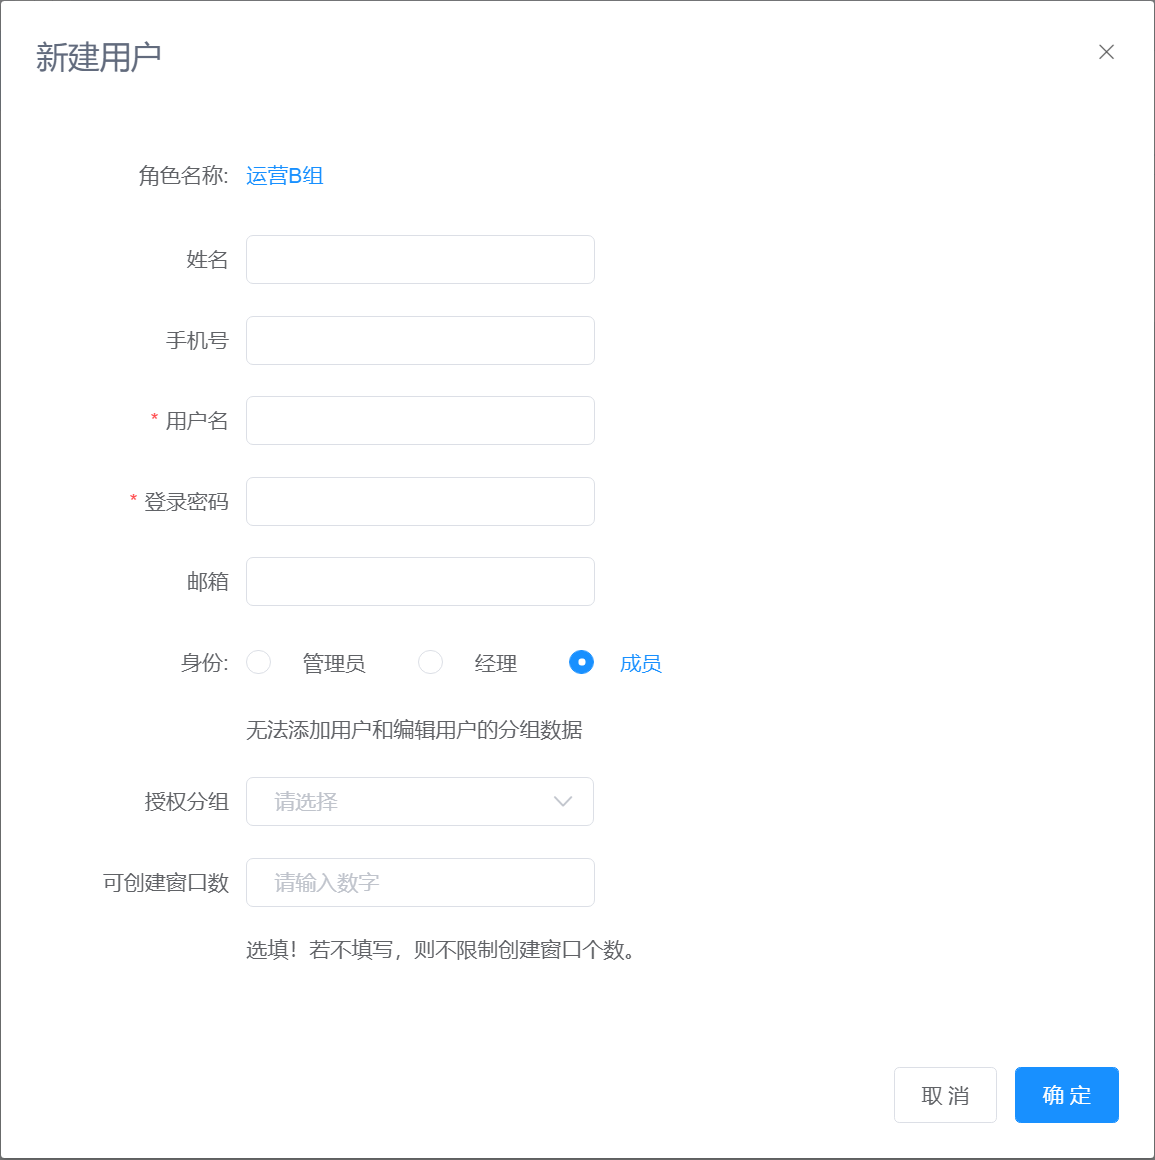 新建用户
角色名称: 运营B组
姓名
手机号
* 用户名
* 登录密码
邮箱
身份: 管理员 经理 成员
无法添加用户和编辑用户的分组数据
授权分组 请选择
可创建窗口数 请输入数字
选填！若不填写，则不限制创建窗口个数。
取消 确定